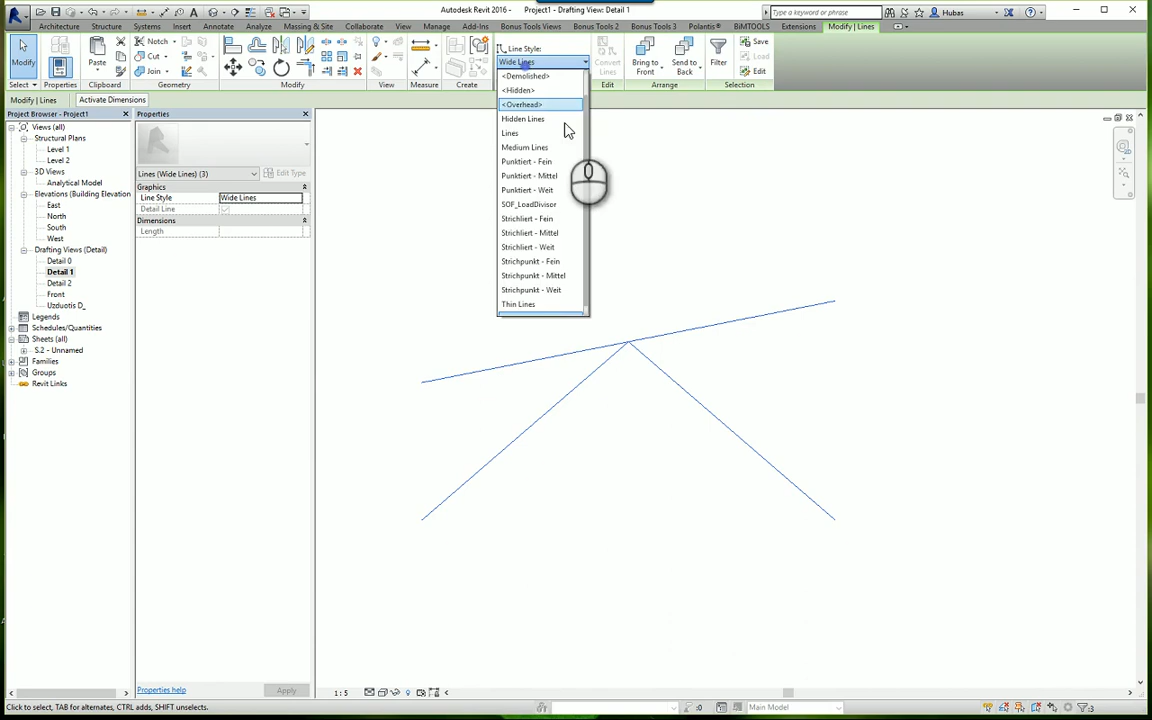 Autodesk Revit 2016 - Project1 - Drafting View: Detail 1
Type a keyword or phrase
Hubas
Architecture Structure Systems Insert Annotate Analyze Massing & Site Collaborate View Manage Add-Ins Bonus Tools Views Bonus Tools 2 Bonus Tools 3 Polantis® BiMTOOLS Extensions Modify | Lines
Modify
Properties
Paste
Notch
Cut
Join
Line Style:
Wide Lines
Convert Lines
Bring to Front
Send to Back
Filter
Save
Load
Edit
Select Properties Clipboard Geometry Modify View Measure Create Edit Arrange Selection
Modify | Lines Activate Dimensions
Project Browser - Project1
Views (all)
Structural Plans
Level 1
Level 2
3D Views
Analytical Model
Elevations (Building Elevation
East
North
South
West
Drafting Views (Detail)
Detail 0
Detail 1
Detail 2
Front
Uzduotis D_
Legends
Schedules/Quantities
Sheets (all)
S.2 - Unnamed
Families
Groups
Revit Links
Properties
Lines (Wide Lines) (3)
Edit Type
Graphics
Line Style Wide Lines
Detail Line
Dimensions
Length
Properties help
Apply
<Demolished>
<Hidden>
<Overhead>
Hidden Lines
Lines
Medium Lines
Punktiert - Fein
Punktiert - Mittel
Punktiert - Weit
SOF_LoadDivisor
Strichliert - Fein
Strichliert - Mittel
Strichliert - Weit
Strichpunkt - Fein
Strichpunkt - Mittel
Strichpunkt - Weit
Thin Lines
1 : 5
Click to select, TAB for alternates, CTRL adds, SHIFT unselects.
:0
Main Model
:3